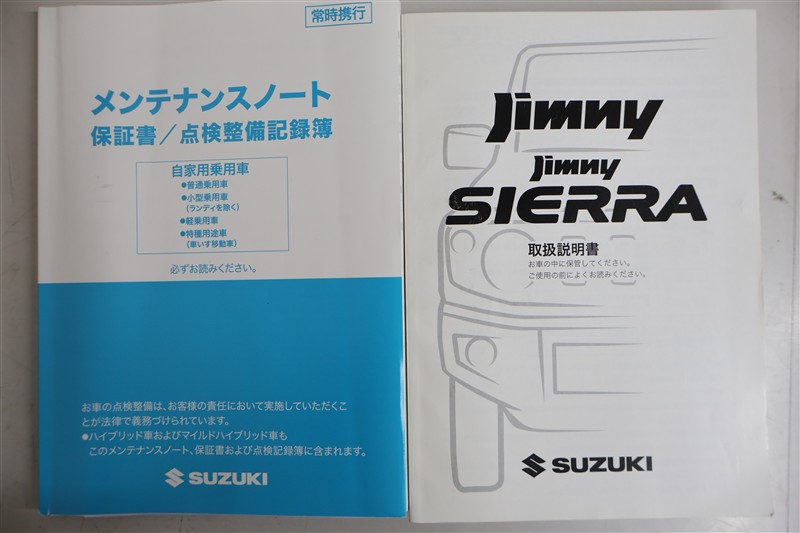 常時携行
メンテナンスノート
保証書／点検整備記録簿
自家用乗用車
●普通乗用車
●小型乗用車
(ランディを除く)
●軽乗用車
●特種用途車
(車いす移動車)
必ずお読みください。
お車の点検整備は、お客様の責任において実施していただくこ
とが法律で義務づけられています。
●ハイブリッド車およびマイルドハイブリッド車も
このメンテナンスノート、保証書および点検記録簿に含まれます。
SUZUKI
Jimny
Jimny
SIERRA
取扱説明書
お車の中に保管してください。
ご使用の前によくお読みください。
SUZUKI